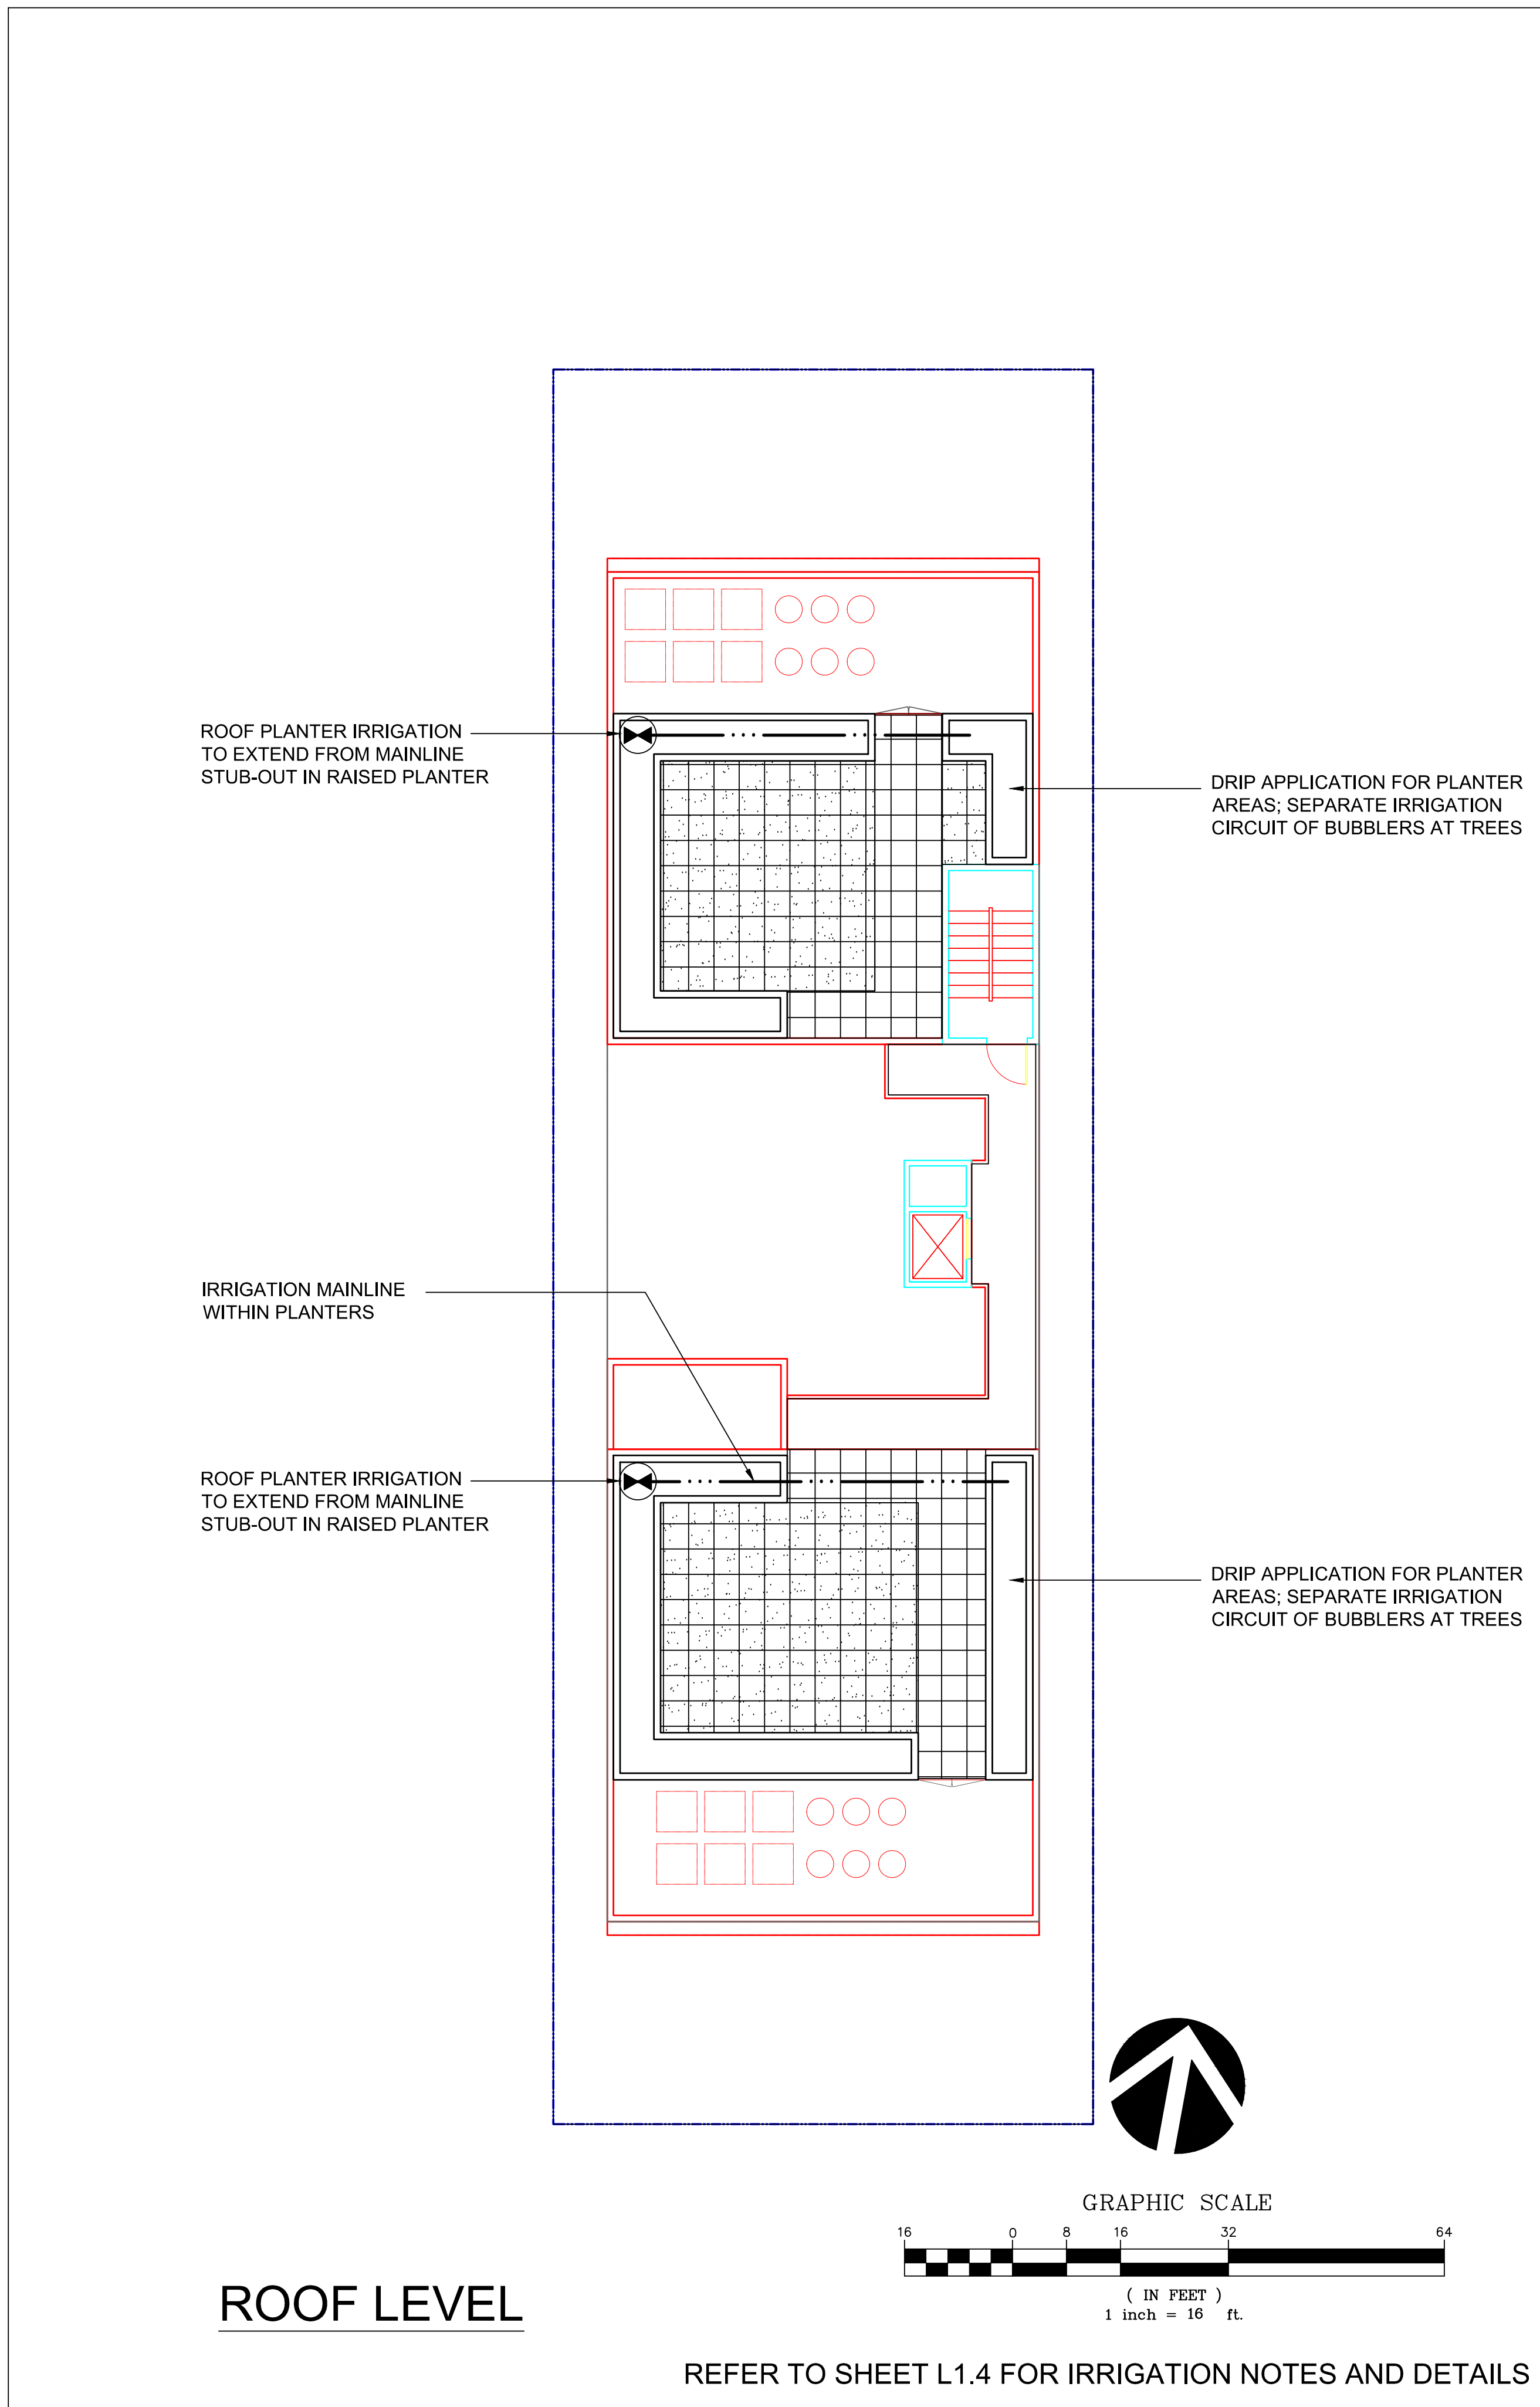 ROOF PLANTER IRRIGATION
TO EXTEND FROM MAINLINE
STUB-OUT IN RAISED PLANTER
DRIP APPLICATION FOR PLANTER
AREAS; SEPARATE IRRIGATION
CIRCUIT OF BUBBLERS AT TREES
IRRIGATION MAINLINE
WITHIN PLANTERS
ROOF PLANTER IRRIGATION
TO EXTEND FROM MAINLINE
STUB-OUT IN RAISED PLANTER
DRIP APPLICATION FOR PLANTER
AREAS; SEPARATE IRRIGATION
CIRCUIT OF BUBBLERS AT TREES
GRAPHIC SCALE
16 0 8 16 32 64
( IN FEET )
1 inch = 16 ft.
ROOF LEVEL
REFER TO SHEET L1.4 FOR IRRIGATION NOTES AND DETAILS